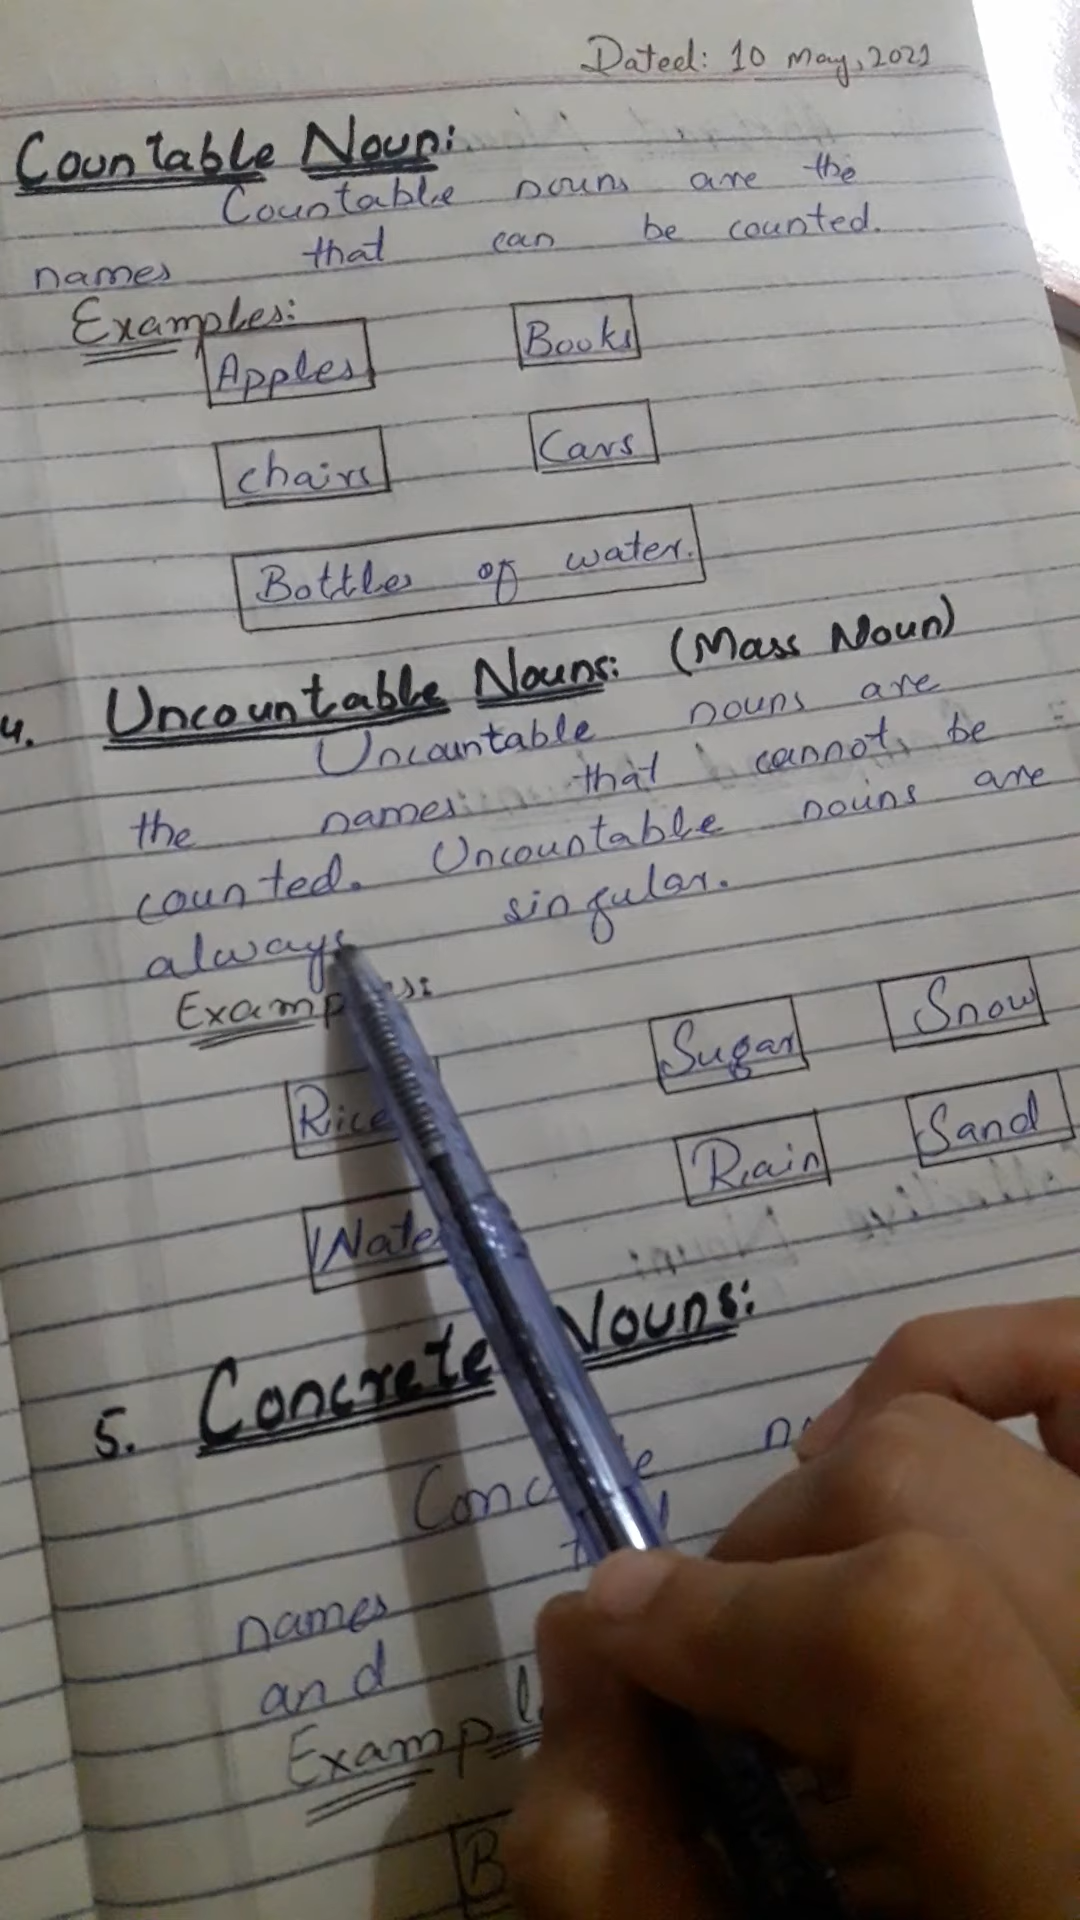 Dated: 10 May, 2021
Countable Noun:
Countable nouns are the
names that can be counted.
Examples:
Apples Books
chairs Cars
Bottles of water.
4. Uncountable Nouns: (Mass Noun)
Uncountable nouns are
the names that cannot be
counted. Uncountable nouns are
always singular.
Sugar Snow
Rice
Rain Sand
5. Concrete Nouns:
names
and